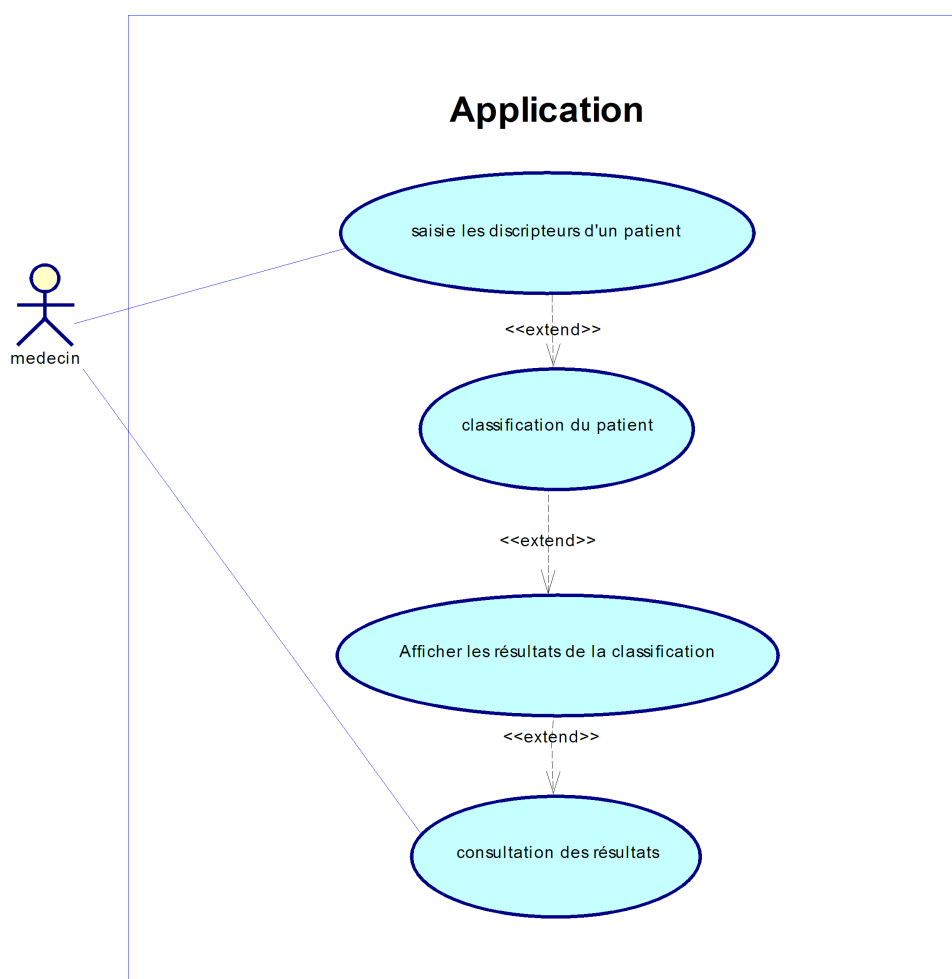 Application
saisie les discripteurs d'un patient
<<extend>>
medecin
classification du patient
<<extend>>
Afficher les résultats de la classification
<<extend>>
consultation des résultats